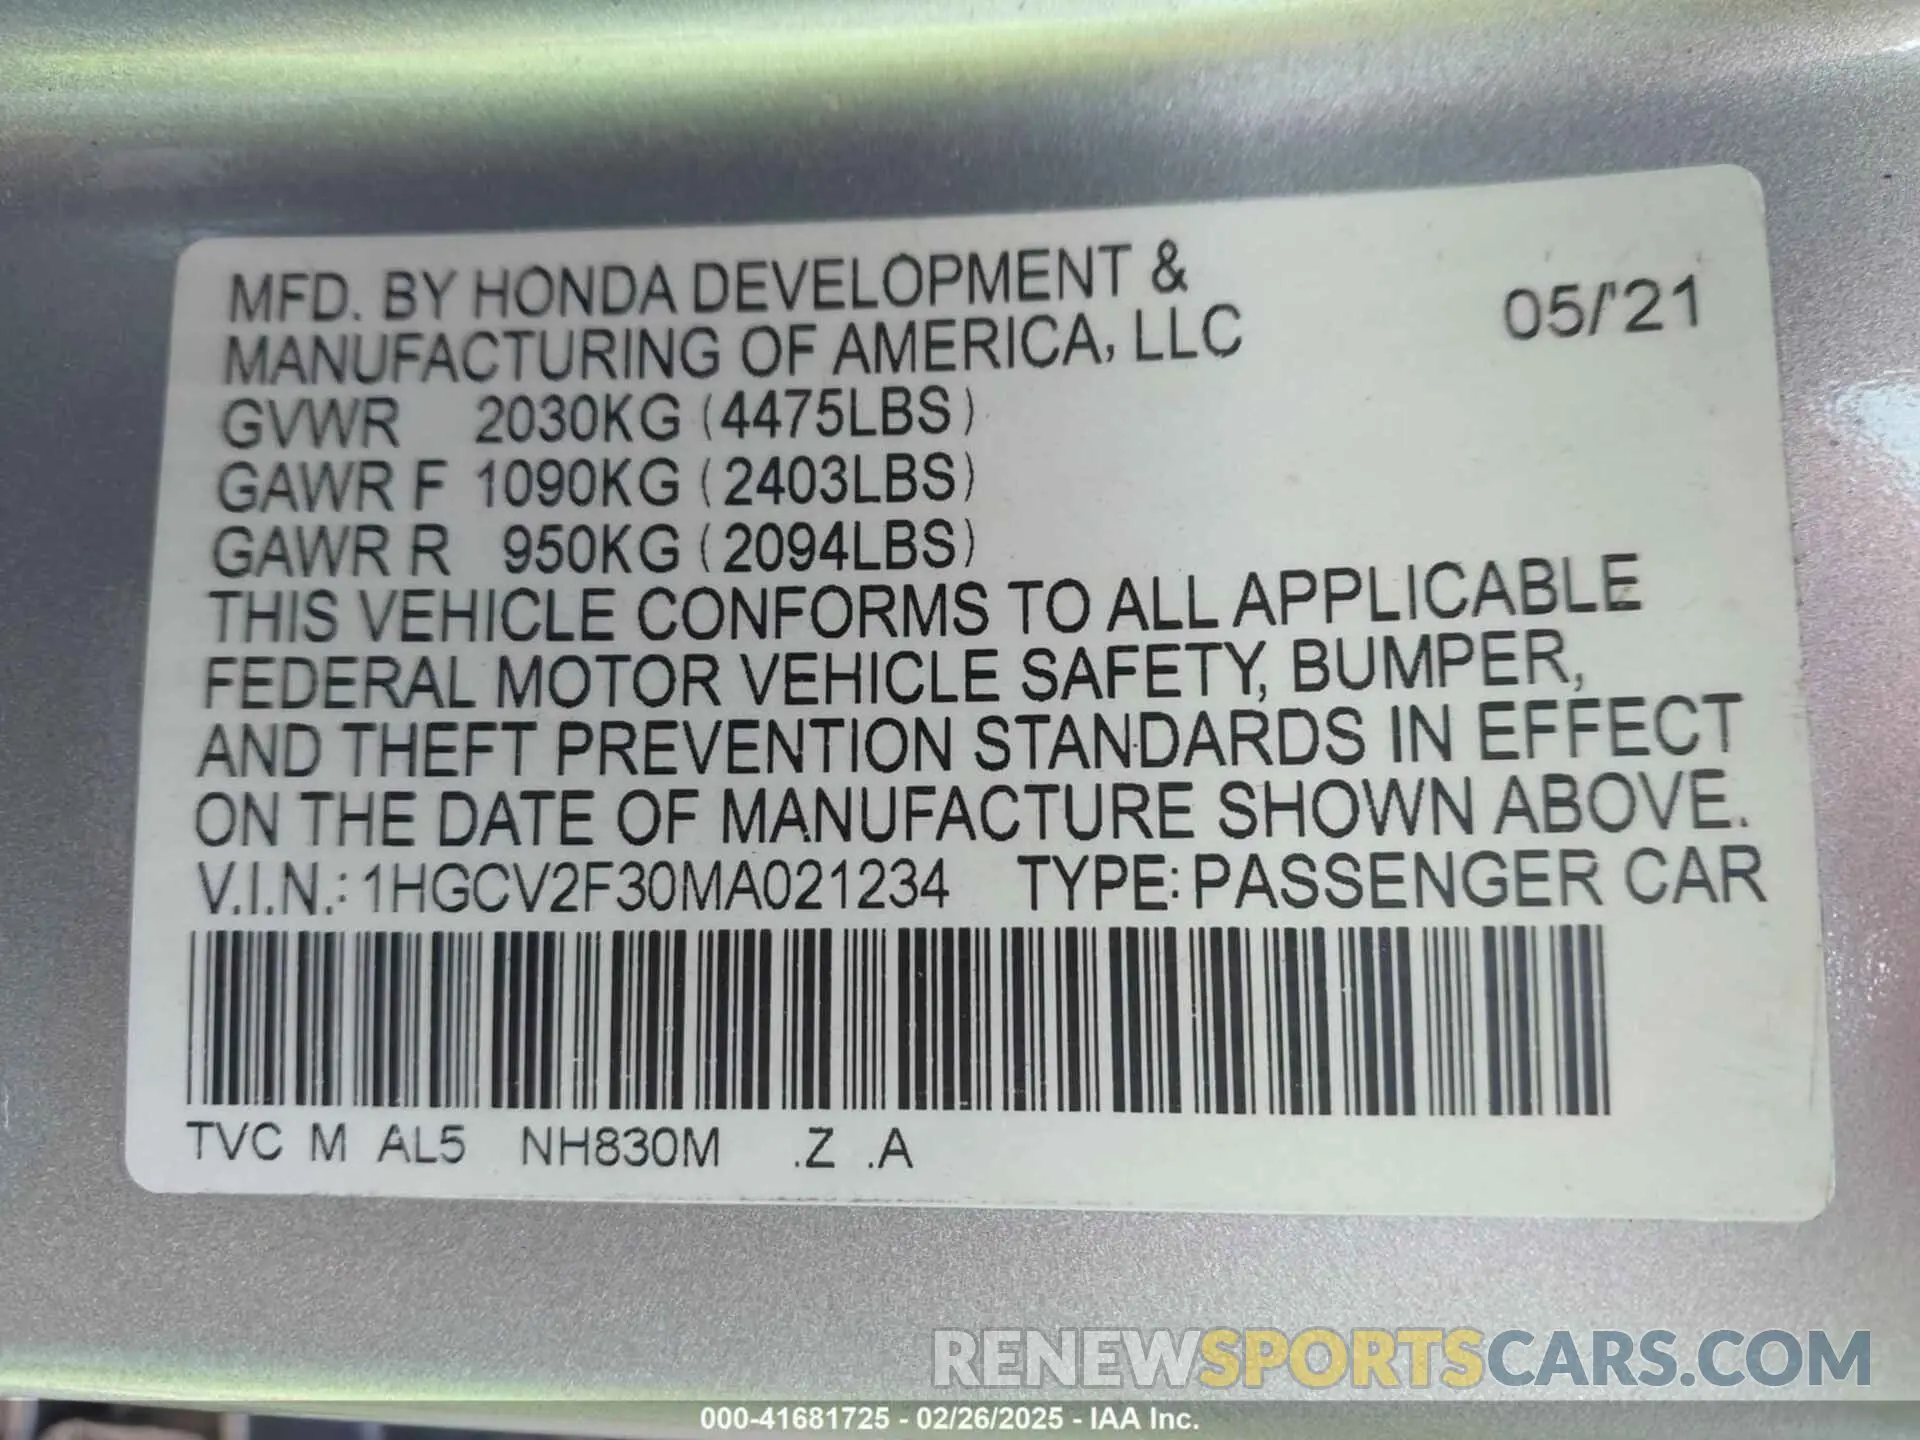 MFD. BY HONDA DEVELOPMENT &
MANUFACTURING OF AMERICA, LLC
05/'21
GVWR 2030KG (4475LBS)
GAWR F 1090KG (2403LBS)
GAWR R 950KG (2094LBS)
THIS VEHICLE CONFORMS TO ALL APPLICABLE
FEDERAL MOTOR VEHICLE SAFETY, BUMPER,
AND THEFT PREVENTION STANDARDS IN EFFECT
ON THE DATE OF MANUFACTURE SHOWN ABOVE.
V.I.N.: 1HGCV2F30MA021234 TYPE: PASSENGER CAR
TVC M AL5 NH830M .Z .A
RENEWSPORTSCARS.COM
000-41681725 - 02/26/2025 - IAA Inc.